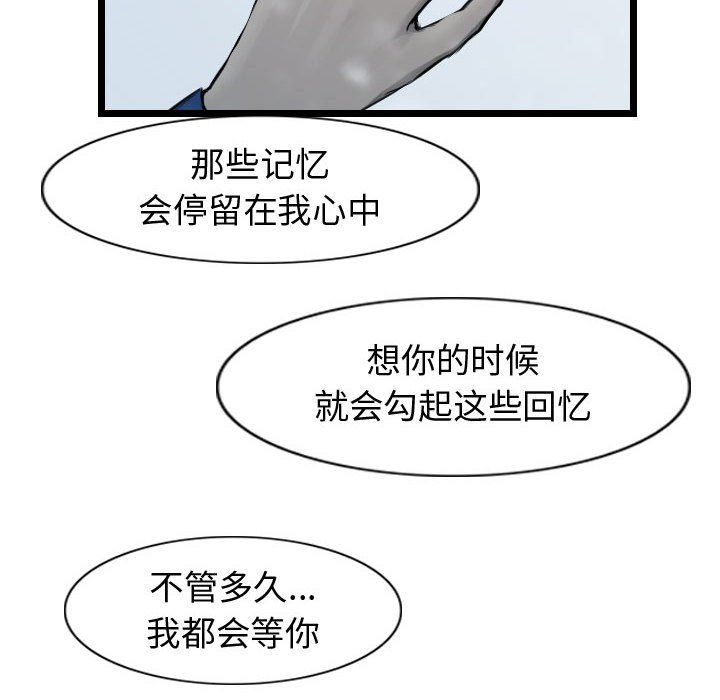 那些记忆
会停留在我心中
想你的时候
就会勾起这些回忆
不管多久...
我都会等你